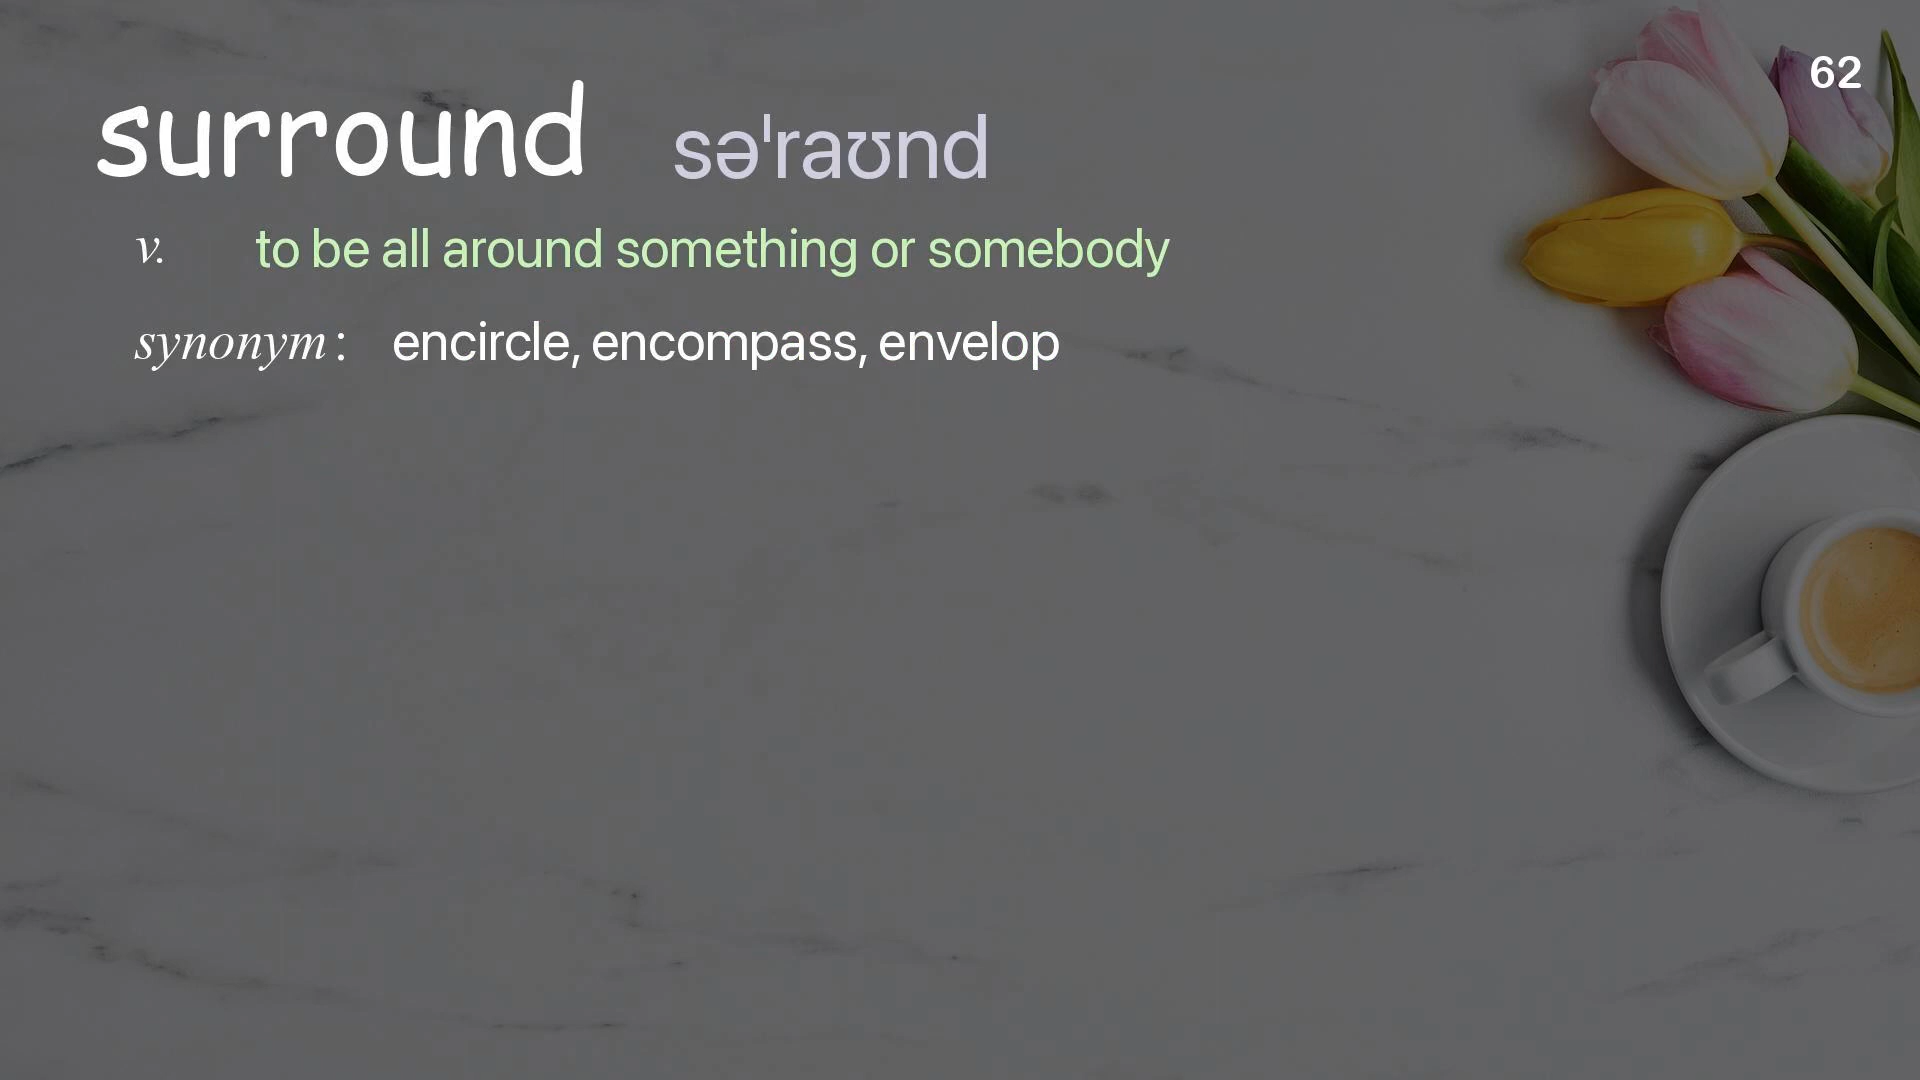 62
surround səˈraʊnd
v. to be all around something or somebody
synonym : encircle, encompass, envelop